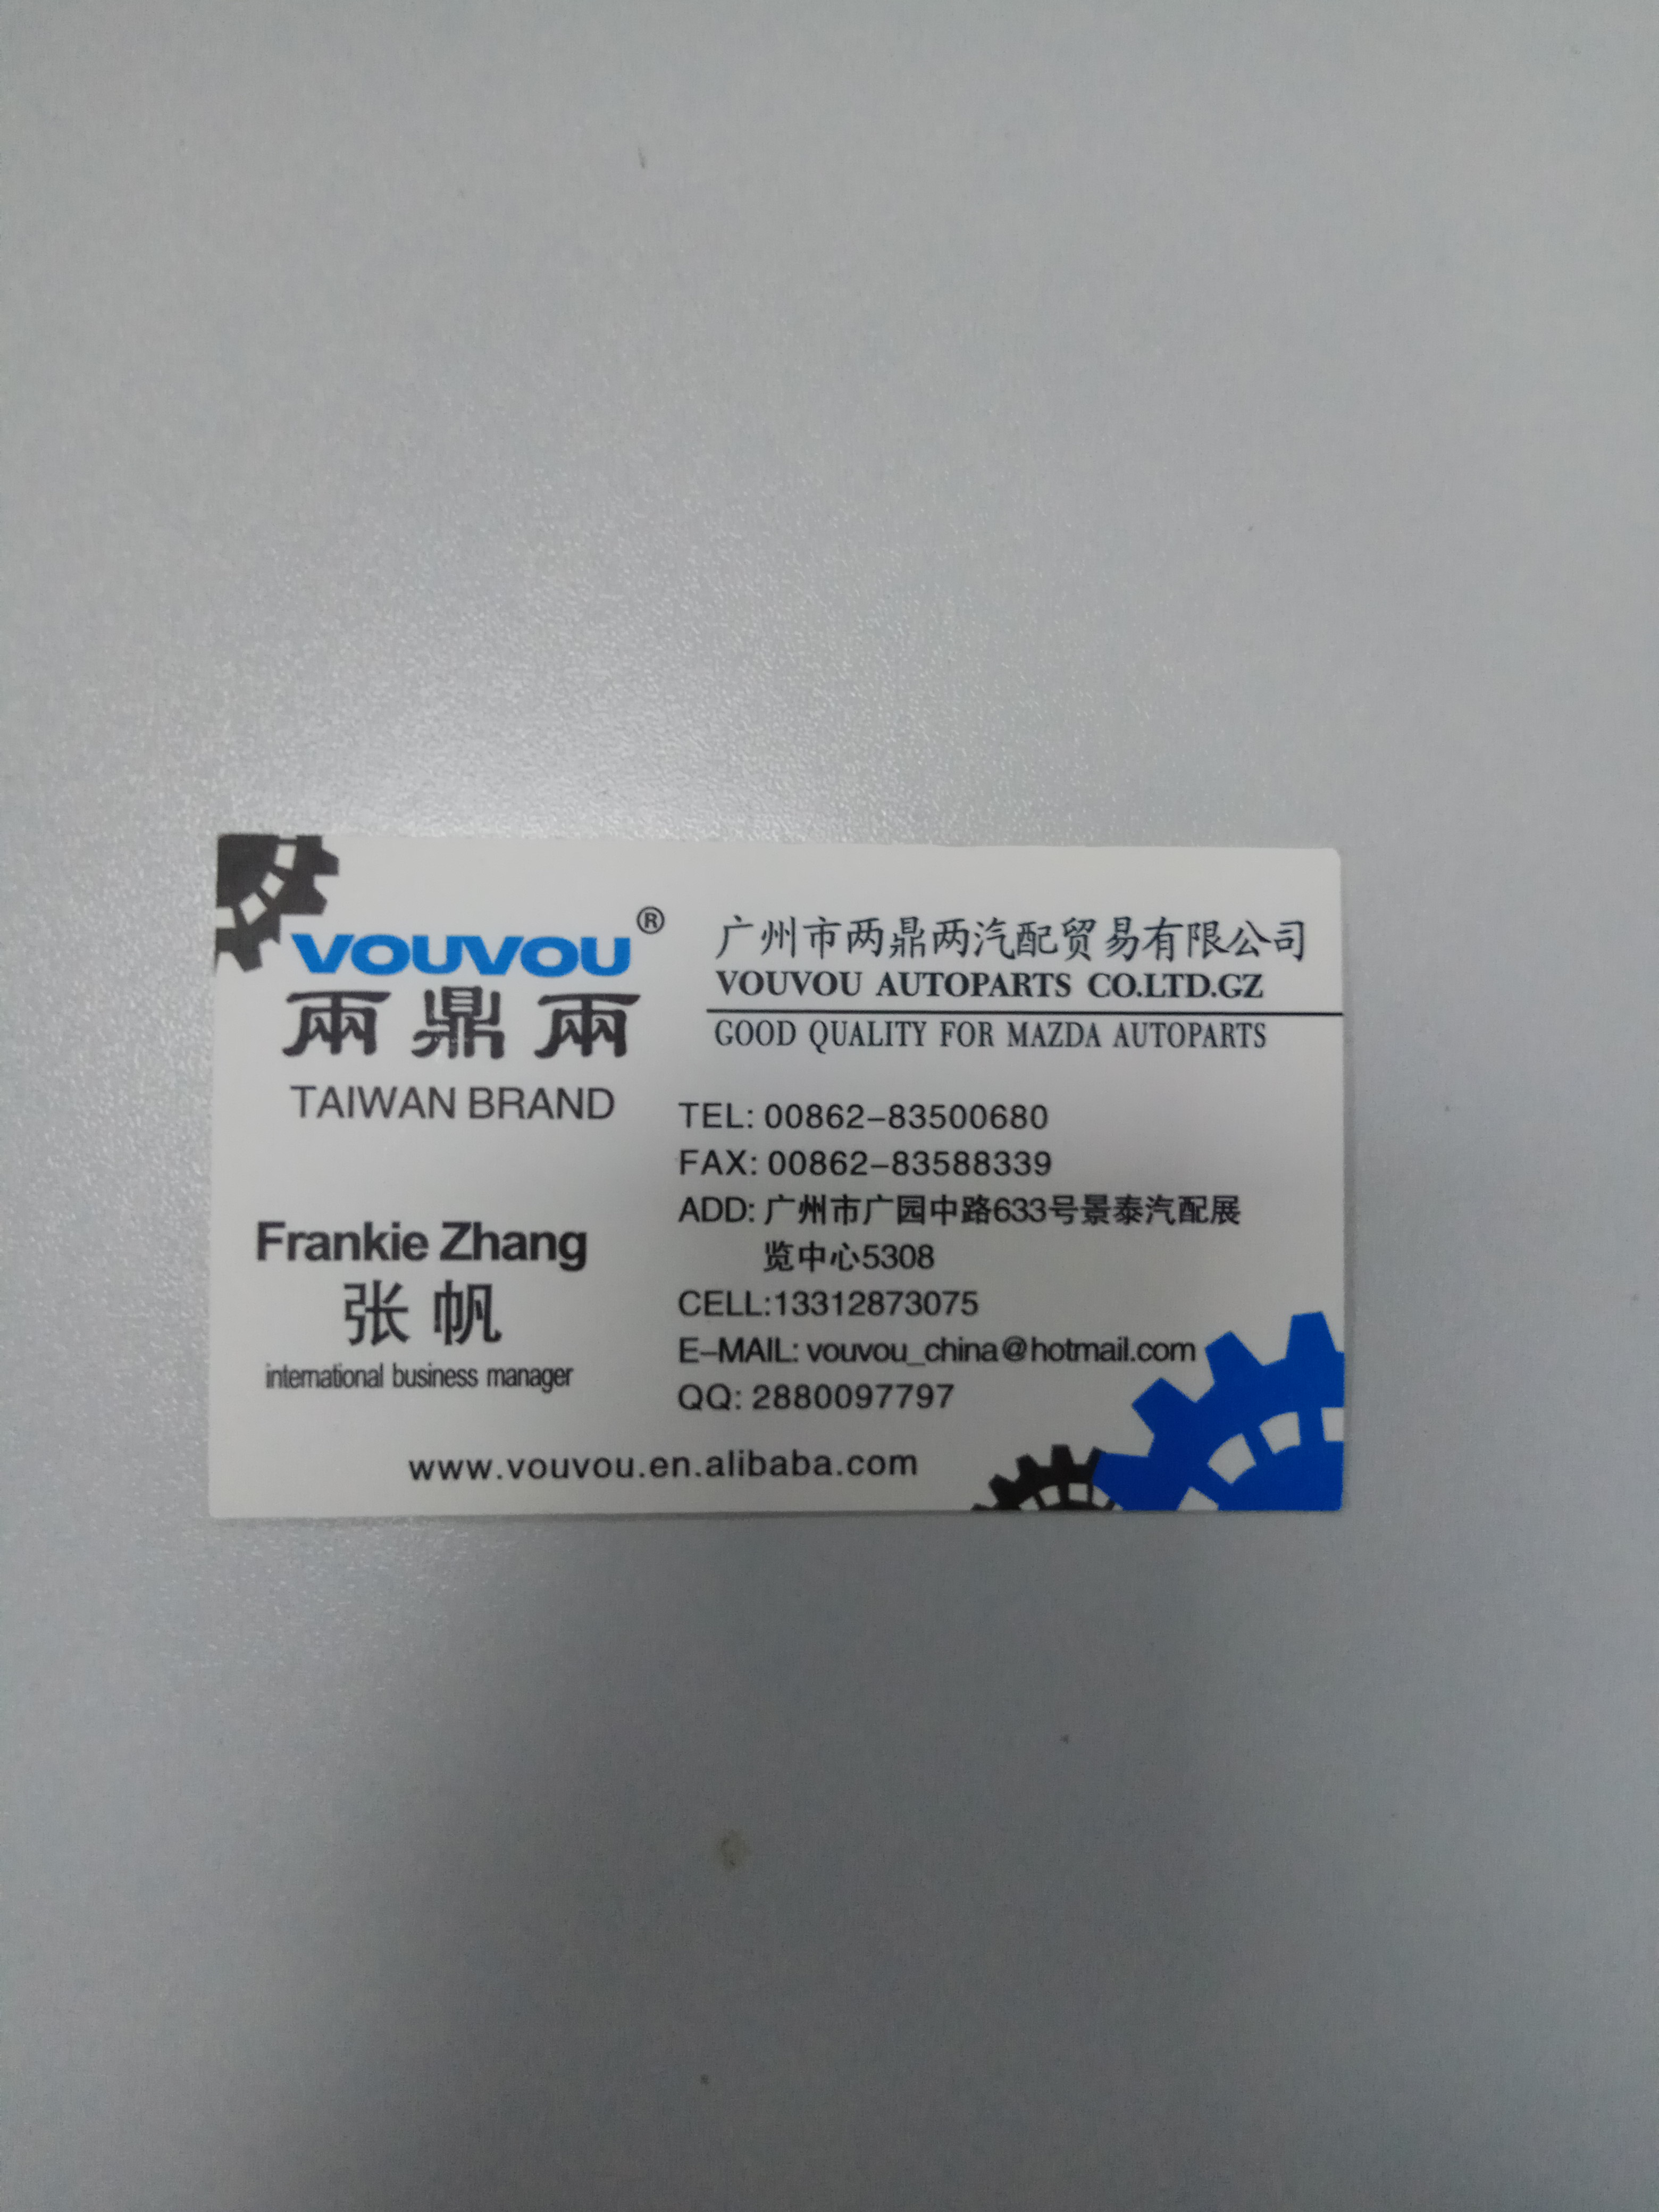 VOUVOU®
兩鼎兩
TAIWAN BRAND
Frankie Zhang
张帆
international business manager
广州市两鼎两汽配贸易有限公司
VOUVOU AUTOPARTS CO.LTD.GZ
GOOD QUALITY FOR MAZDA AUTOPARTS
TEL: 00862-83500680
FAX: 00862-83588339
ADD: 广州市广园中路633号景泰汽配展
览中心5308
CELL:13312873075
E-MAIL: vouvou_china@hotmail.com
QQ: 2880097797
www.vouvou.en.alibaba.com